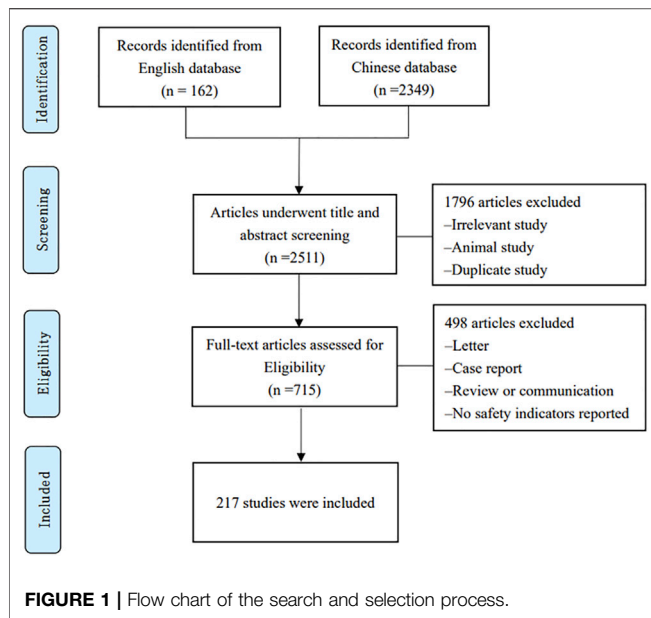 Identification
Records identified from
English database
(n = 162)
Records identified from
Chinese database
(n =2349)
Screening
Articles underwent title and
abstract screening
(n =2511)
1796 articles excluded
–Irrelevant study
–Animal study
–Duplicate study
Eligibility
Full-text articles assessed for
Eligibility
(n =715)
498 articles excluded
–Letter
–Case report
–Review or communication
–No safety indicators reported
Included
217 studies were included
FIGURE 1 | Flow chart of the search and selection process.